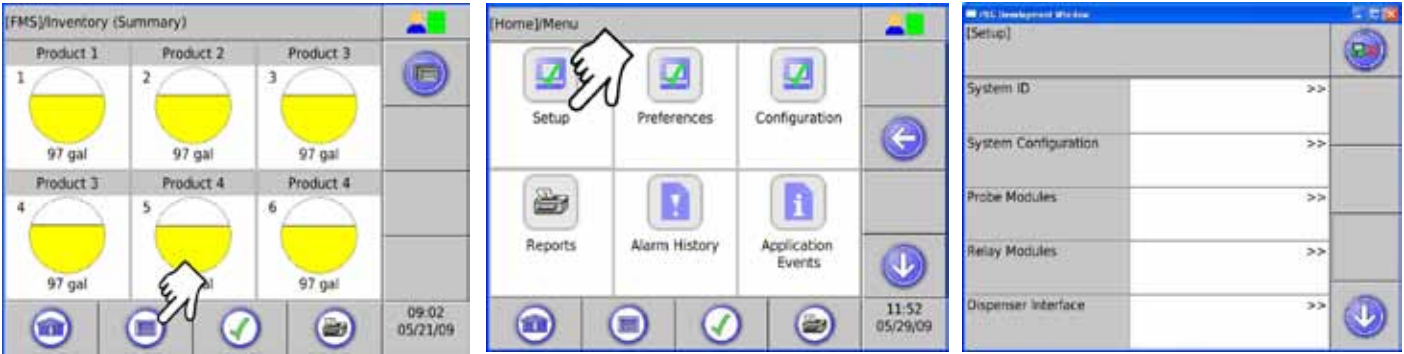 [FMS]/Inventory (Summary)
Product 1 Product 2 Product 3
1 2 3
97 gal 97 gal 97 gal
Product 3 Product 4 Product 4
4 5 6
97 gal 97 gal
09:02
05/21/09
[Home]/Menu
Setup Preferences Configuration
Reports Alarm History Application
Events
11:52
05/29/09
[Setup]
System ID >>
System Configuration >>
Probe Modules >>
Relay Modules >>
Dispenser Interface >>